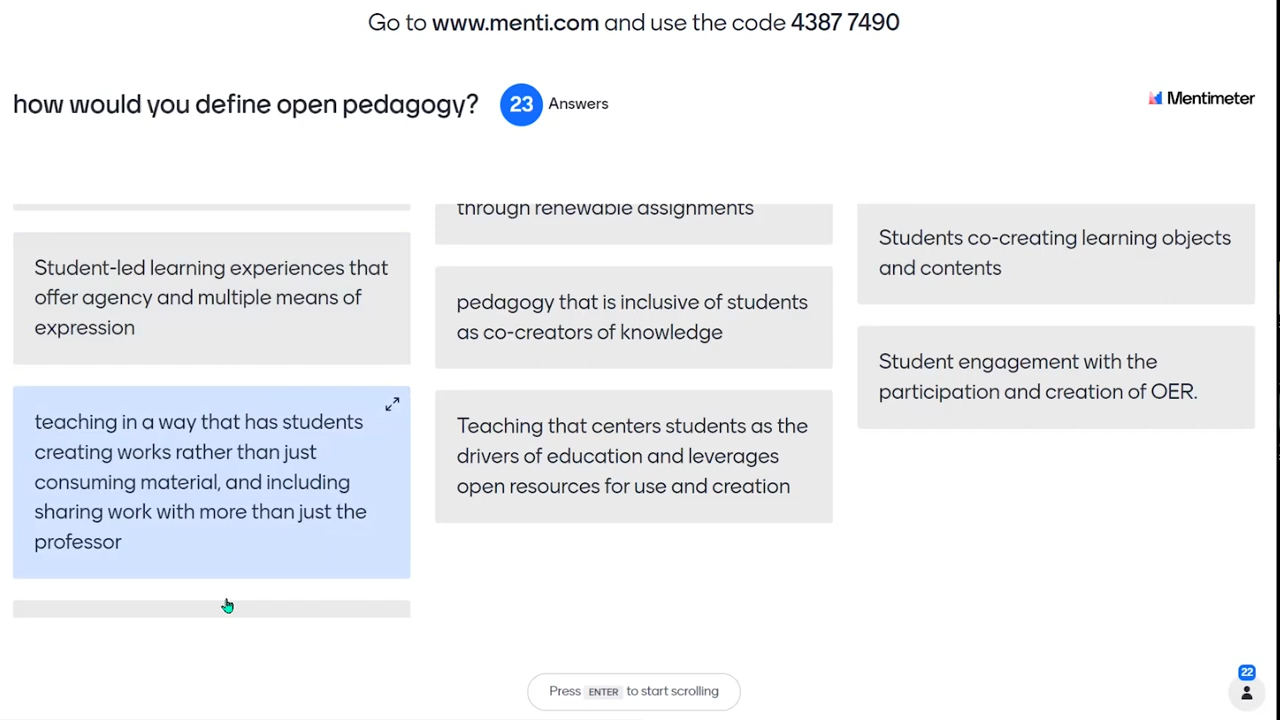 Go to www.menti.com and use the code 4387 7490
how would you define open pedagogy?
23
Answers
Mentimeter
Student-led learning experiences that
offer agency and multiple means of
expression
teaching in a way that has students
creating works rather than just
consuming material, and including
sharing work with more than just the
professor
through renewable assignments
pedagogy that is inclusive of students
as co-creators of knowledge
Teaching that centers students as the
drivers of education and leverages
open resources for use and creation
Students co-creating learning objects
and contents
Student engagement with the
participation and creation of OER.
Press ENTER to start scrolling
22